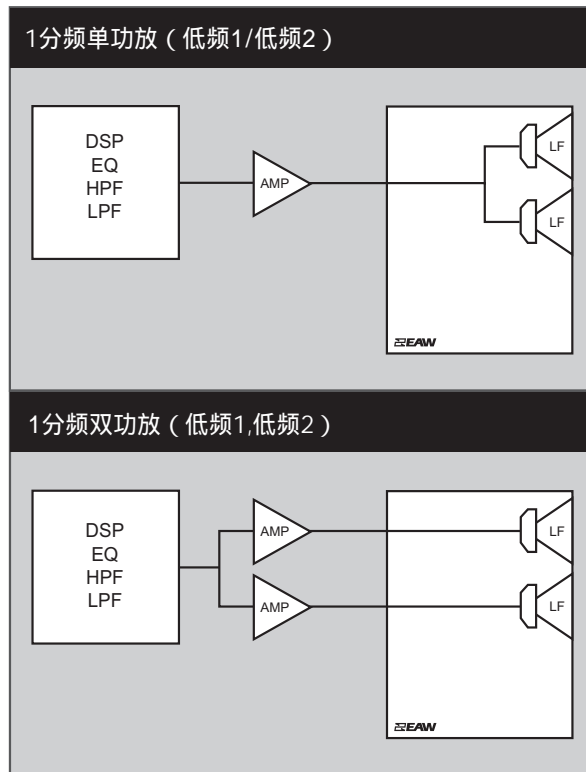 1分频单功放（低频1/低频2）
DSP
EQ
HPF
LPF
AMP
LF
LF
EAW
1分频双功放（低频1,低频2）
DSP
EQ
HPF
LPF
AMP
AMP
LF
LF
EAW